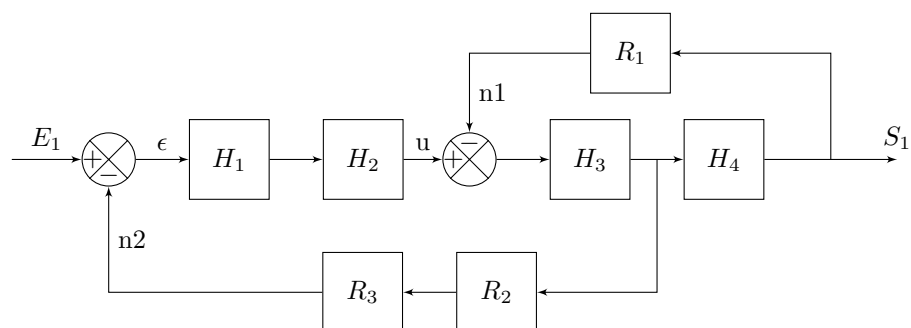 R₁
n1
E₁
ϵ
u
S₁
+
−
H₁
H₂
+
−
H₃
H₄
n2
R₃
R₂